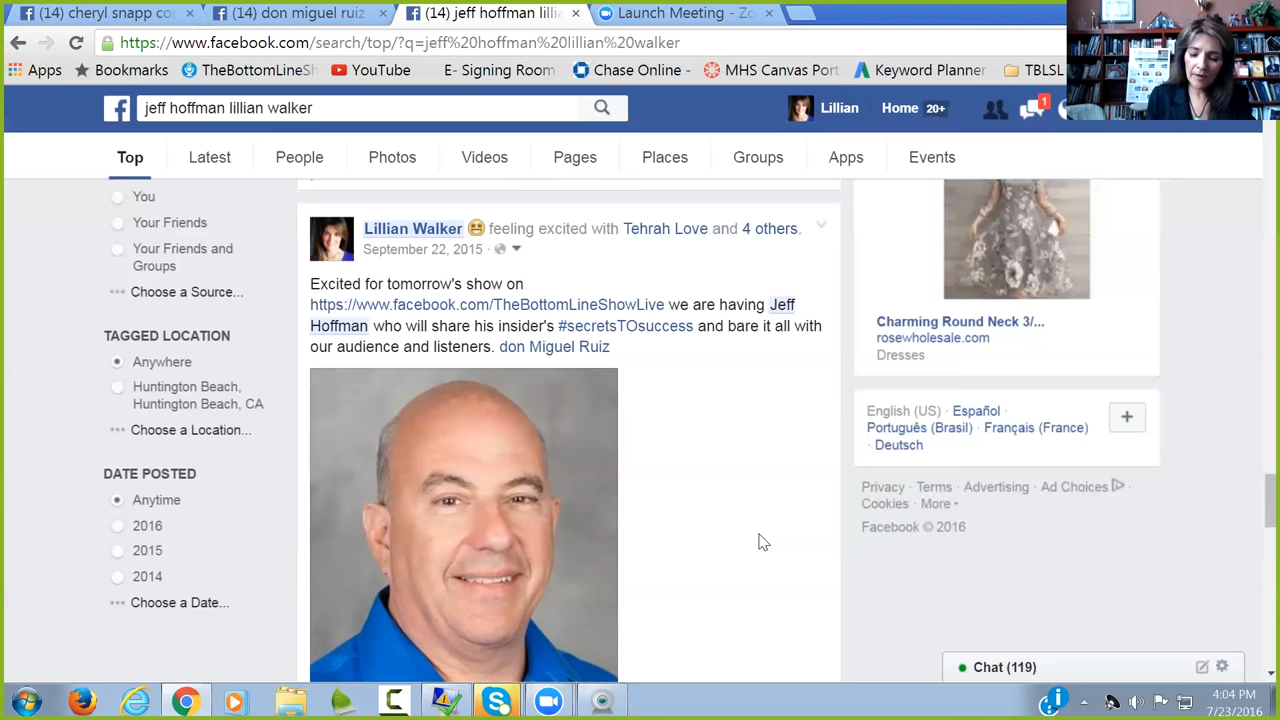 (14) cheryl snapp co
(14) don miguel ruiz
(14) jeff hoffman lilli
Launch Meeting - Zo
https://www.facebook.com/search/top/?q=jeff%20hoffman%20lillian%20walker
Apps
Bookmarks
TheBottomLineSh
YouTube
Signing Room
Chase Online -
MHS Canvas Port
Keyword Planner
TBLSL
jeff hoffman lillian walker
Lillian
Home 20+
1
Top
Latest
People
Photos
Videos
Pages
Places
Groups
Apps
Events
You
Your Friends
Your Friends and
Groups
Choose a Source...
TAGGED LOCATION
Anywhere
Huntington Beach,
Huntington Beach, CA
Choose a Location...
DATE POSTED
Anytime
2016
2015
2014
Choose a Date...
Lillian Walker feeling excited with Tehrah Love and 4 others.
September 22, 2015 ·
Excited for tomorrow's show on
https://www.facebook.com/TheBottomLineShowLive we are having Jeff
Hoffman who will share his insider's #secretsTOsuccess and bare it all with
our audience and listeners. don Miguel Ruiz
Charming Round Neck 3/...
rosewholesale.com
Dresses
English (US) · Español ·
Português (Brasil) · Français (France)
· Deutsch
Privacy · Terms · Advertising · Ad Choices ·
Cookies · More
Facebook © 2016
Chat (119)
4:04 PM
7/23/2016